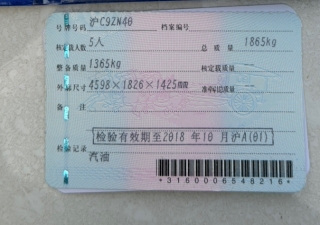 号牌号码 沪C9ZN40 档案编号
核定载人数 5人 总质量 1865kg
整备质量 1365kg 核定载质量
外廓尺寸 4598×1826×1425mm 准牵引总质量 —
备注
检验有效期至2018年10月沪A(01)
检验记录
汽油
*3160006548216*